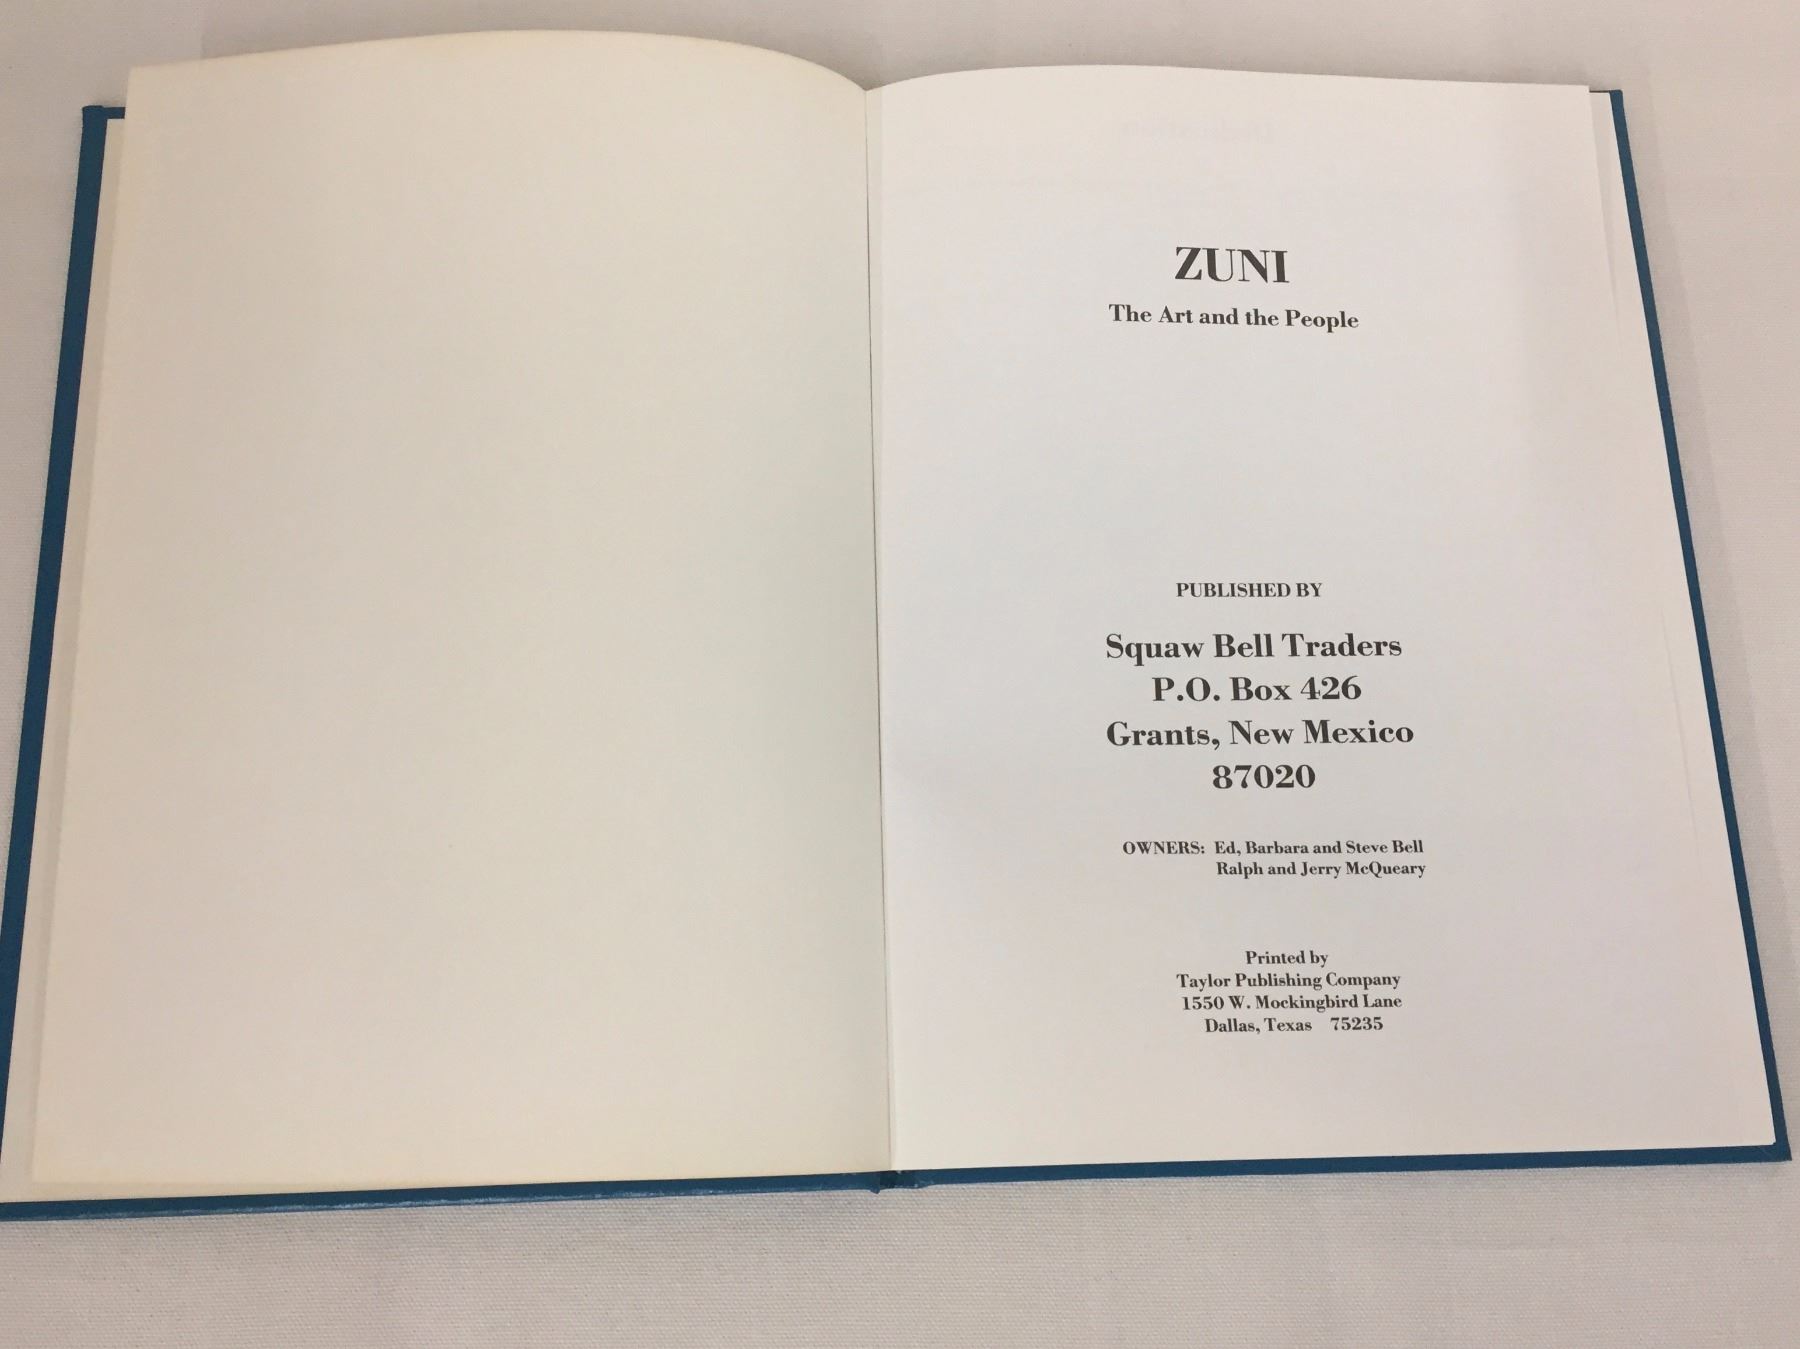 ZUNI
The Art and the People
PUBLISHED BY
Squaw Bell Traders
P.O. Box 426
Grants, New Mexico
87020
OWNERS: Ed, Barbara and Steve Bell
Ralph and Jerry McQueary
Printed by
Taylor Publishing Company
1550 W. Mockingbird Lane
Dallas, Texas 75235